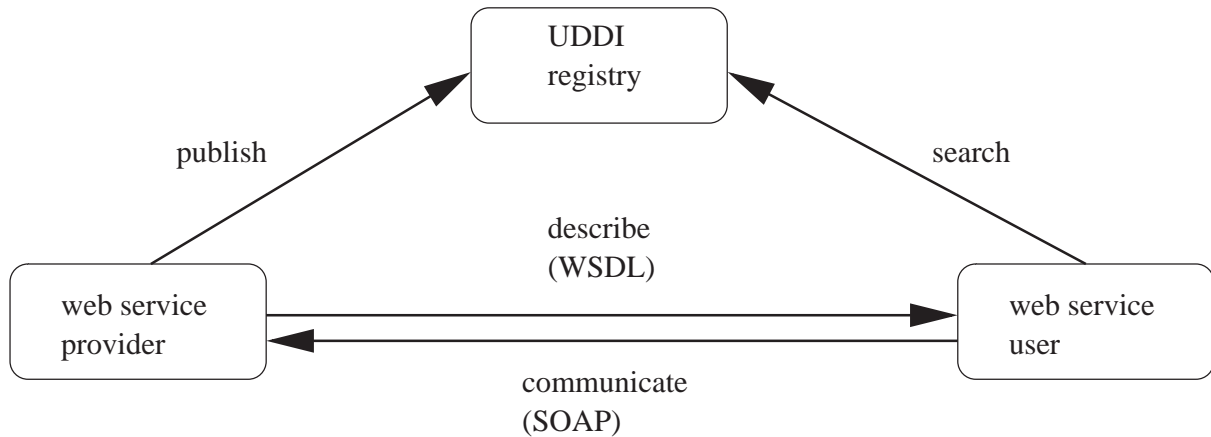 UDDI
registry
publish
search
describe
(WSDL)
web service
provider
web service
user
communicate
(SOAP)